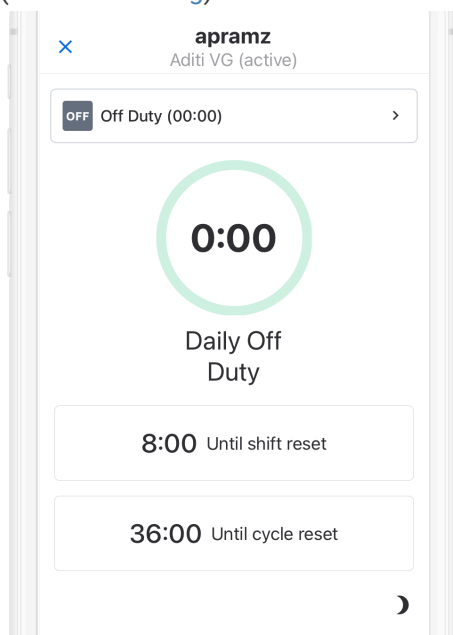 apramz
Aditi VG (active)
OFF Off Duty (00:00)
0:00
Daily Off
Duty
8:00 Until shift reset
36:00 Until cycle reset